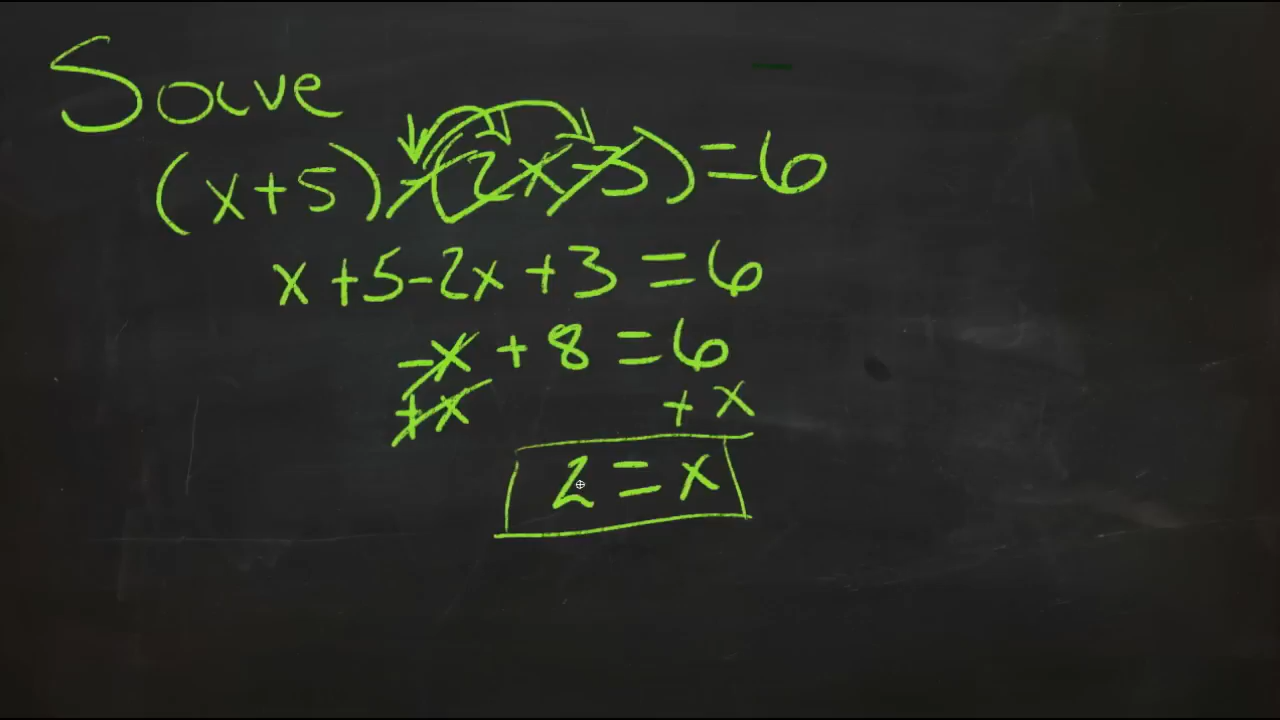 Solve
(x+5) -(2x-3)=6
x+5-2x+3=6
-x+8=6
+x +x
2=x